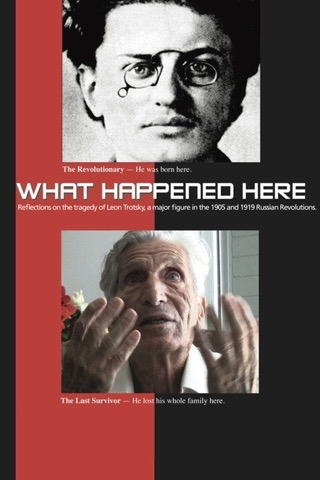 The Revolutionary — He was born here.
WHAT HAPPENED HERE
Reflections on the tragedy of Leon Trotsky, a major figure in the 1905 and 1919 Russian Revolutions.
The Last Survivor — He lost his whole family here.